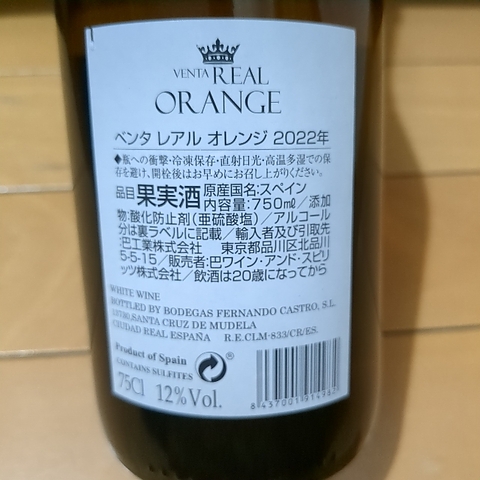 VENTA REAL
ORANGE
ベンタ レアル オレンジ 2022年
◆瓶への衝撃・冷凍保存・直射日光・高温多湿での保
存を避け、開栓後はお早めにお召し上がりください。
品目 果実酒 原産国名:スペイン
内容量:750㎖/添加
物:酸化防止剤(亜硫酸塩)/アルコール
分は裏ラベルに記載/輸入者及び引取先
:巴工業株式会社 東京都品川区北品川
5-5-15/販売者:巴ワイン・アンド・スピリ
ッツ株式会社/飲酒は20歳になってから
WHITE WINE
BOTTLED BY BODEGAS FERNANDO CASTRO, S.L.
13730,SANTA CRUZ DE MUDELA
CIUDAD REAL ESPAÑA R.E.CLM-833/CR/ES.
Product of Spain
CONTAINS SULFITES
75Cl 12%Vol.
®
8 437001 914982